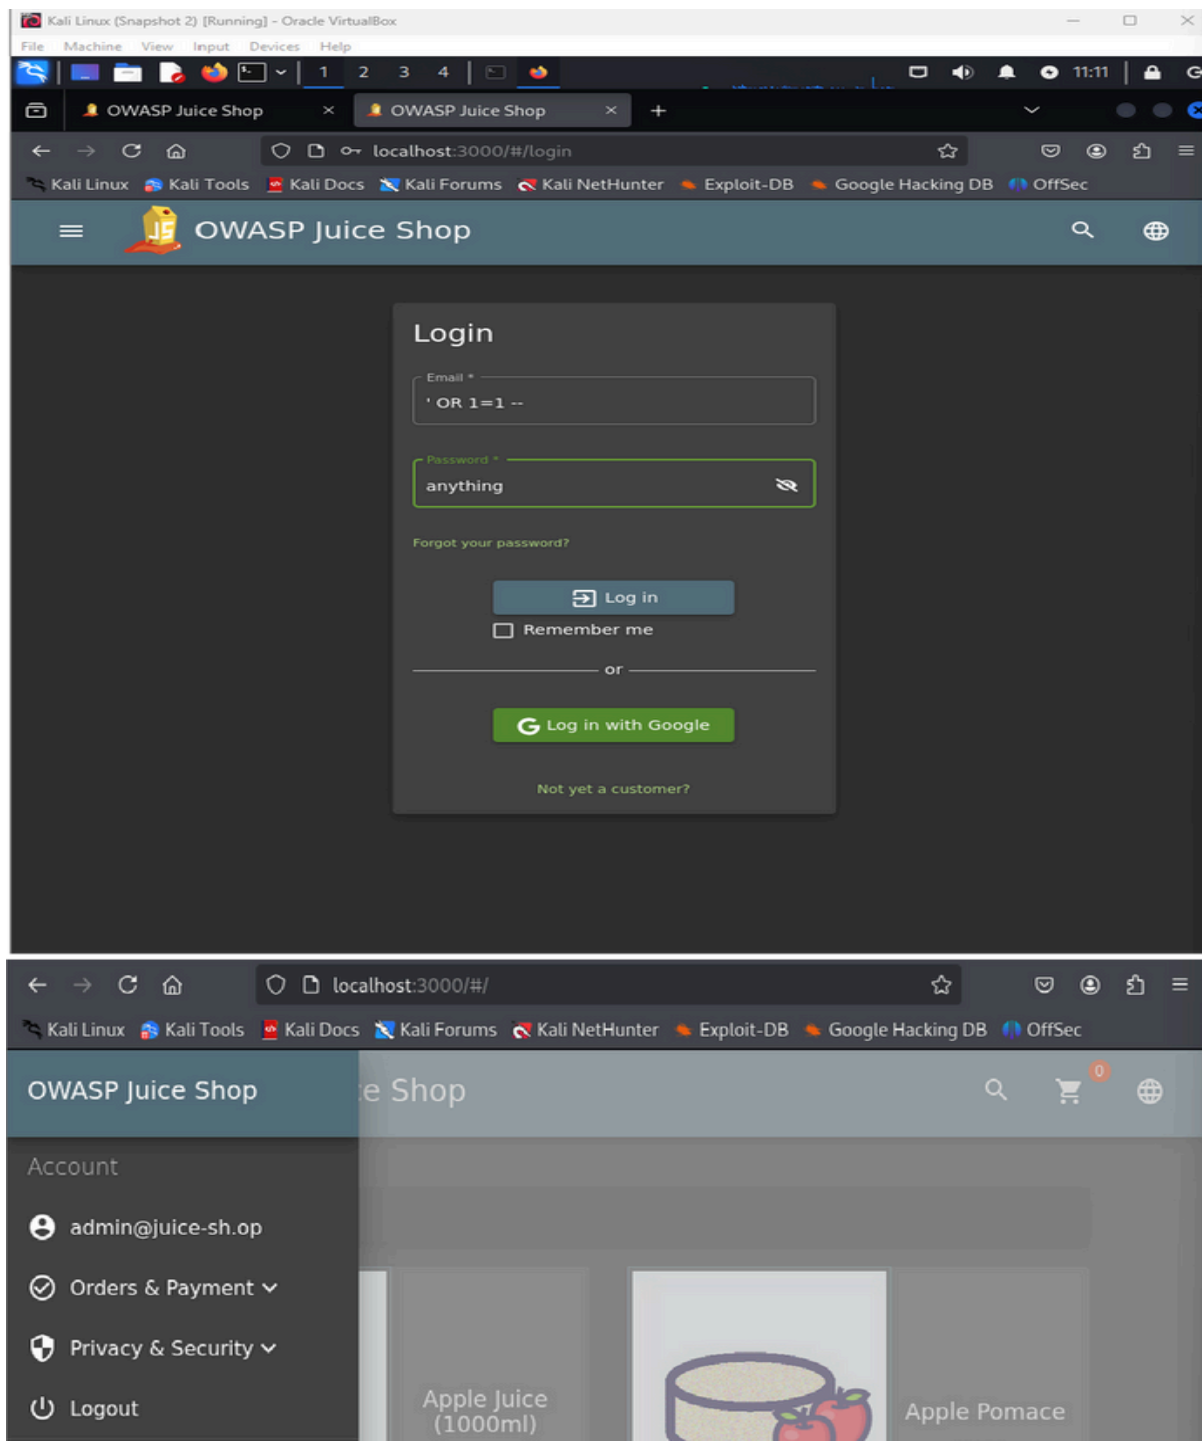 Kali Linux (Snapshot 2) [Running] - Oracle VirtualBox
File Machine View Input Devices Help
1 2 3 4 11:11
OWASP Juice Shop OWASP Juice Shop
localhost:3000/#/login
Kali Linux Kali Tools Kali Docs Kali Forums Kali NetHunter Exploit-DB Google Hacking DB OffSec
OWASP Juice Shop
Login
Email *
' OR 1=1 --
Password *
anything
Forgot your password?
Log in
Remember me
or
G Log in with Google
Not yet a customer?
localhost:3000/#/
Kali Linux Kali Tools Kali Docs Kali Forums Kali NetHunter Exploit-DB Google Hacking DB OffSec
OWASP Juice Shop
e Shop
0
Account
admin@juice-sh.op
Orders & Payment
Privacy & Security
Logout
Apple Juice
(1000ml)
Apple Pomace